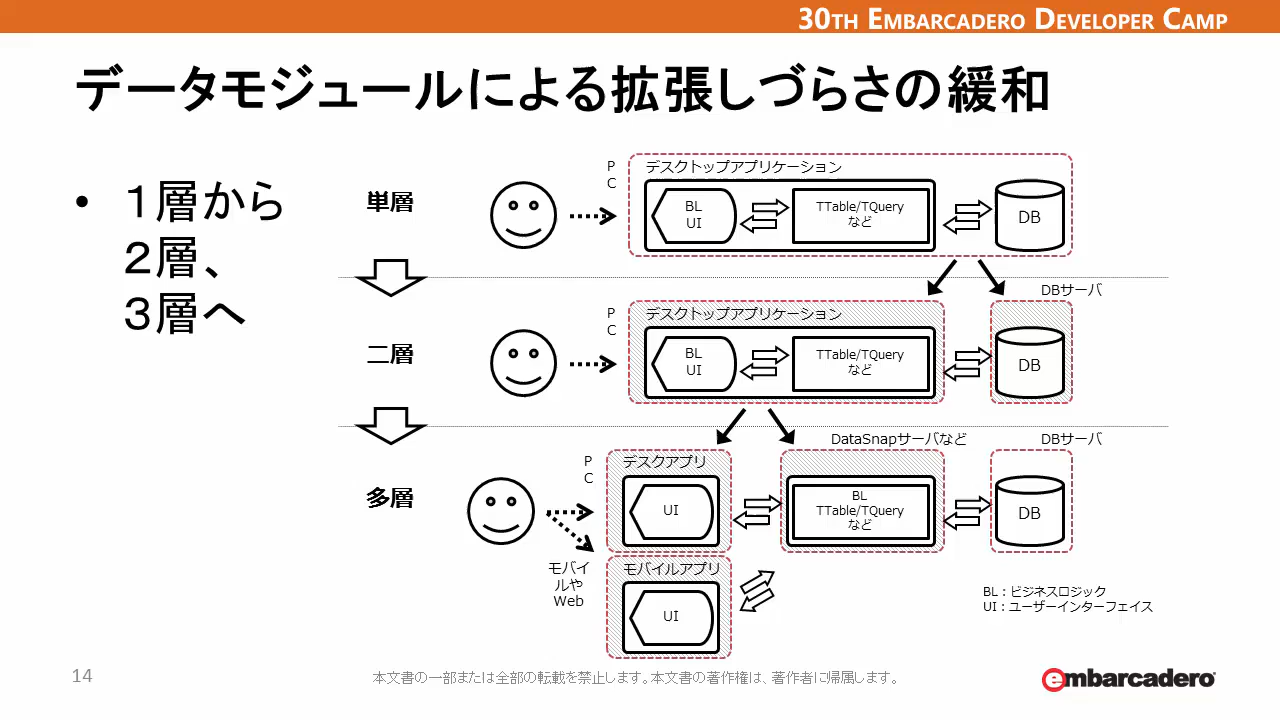 30TH EMBARCADERO DEVELOPER CAMP
データモジュールによる拡張しづらさの緩和
• １層から
２層、
３層へ
単層
P
C
デスクトップアプリケーション
BL
UI
TTable/TQuery
など
DB
二層
P
C
デスクトップアプリケーション
BL
UI
TTable/TQuery
など
DBサーバ
DB
多層
P
C
デスクアプリ
UI
DataSnapサーバなど
BL
TTable/TQuery
など
DBサーバ
DB
モバイ
ルや
Web
モバイルアプリ
UI
BL：ビジネスロジック
UI：ユーザーインターフェイス
14
本文書の一部または全部の転載を禁止します。本文書の著作権は、著作者に帰属します。
embarcadero